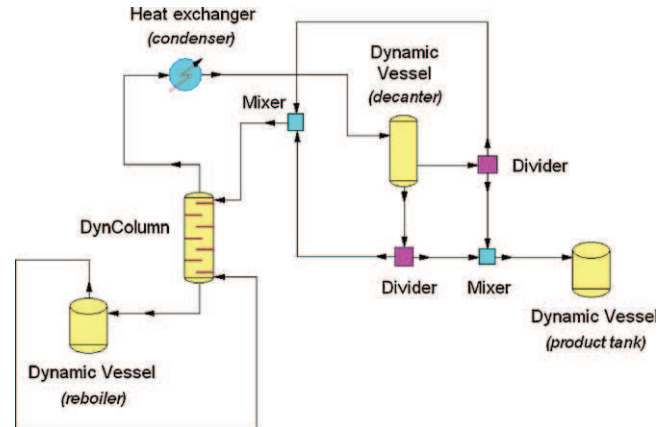 Heat exchanger
(condenser)
Dynamic
Vessel
(decanter)
Mixer
Divider
DynColumn
Divider
Mixer
Dynamic Vessel
(product tank)
Dynamic Vessel
(reboiler)